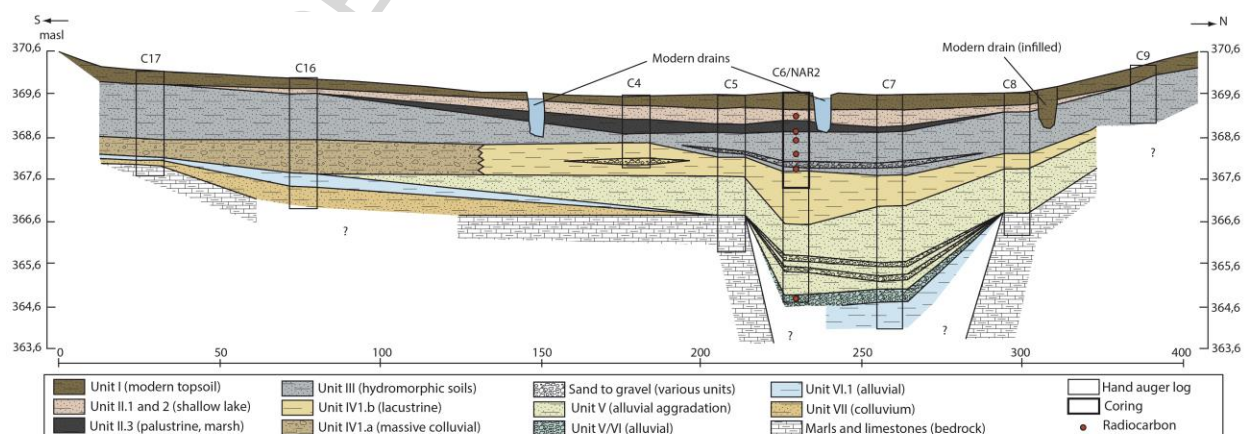 S N
masl
370,6 370,6
369,6 369,6
368,6 368,6
367,6 367,6
366,6 366,6
365,6 365,6
364,6 364,6
363,6 363,6
C17 C16 C4 C5 C6/NAR2 C7 C8 C9
Modern drains
Modern drain (infilled)
? ? ? ?
0 50 100 150 200 250 300 350 400
Unit I (modern topsoil)
Unit II.1 and 2 (shallow lake)
Unit II.3 (palustrine, marsh)
Unit III (hydromorphic soils)
Unit IV1.b (lacustrine)
Unit IV1.a (massive colluvial)
Sand to gravel (various units)
Unit V (alluvial aggradation)
Unit V/VI (alluvial)
Unit VI.1 (alluvial)
Unit VII (colluvium)
Marls and limestones (bedrock)
Hand auger log
Coring
Radiocarbon